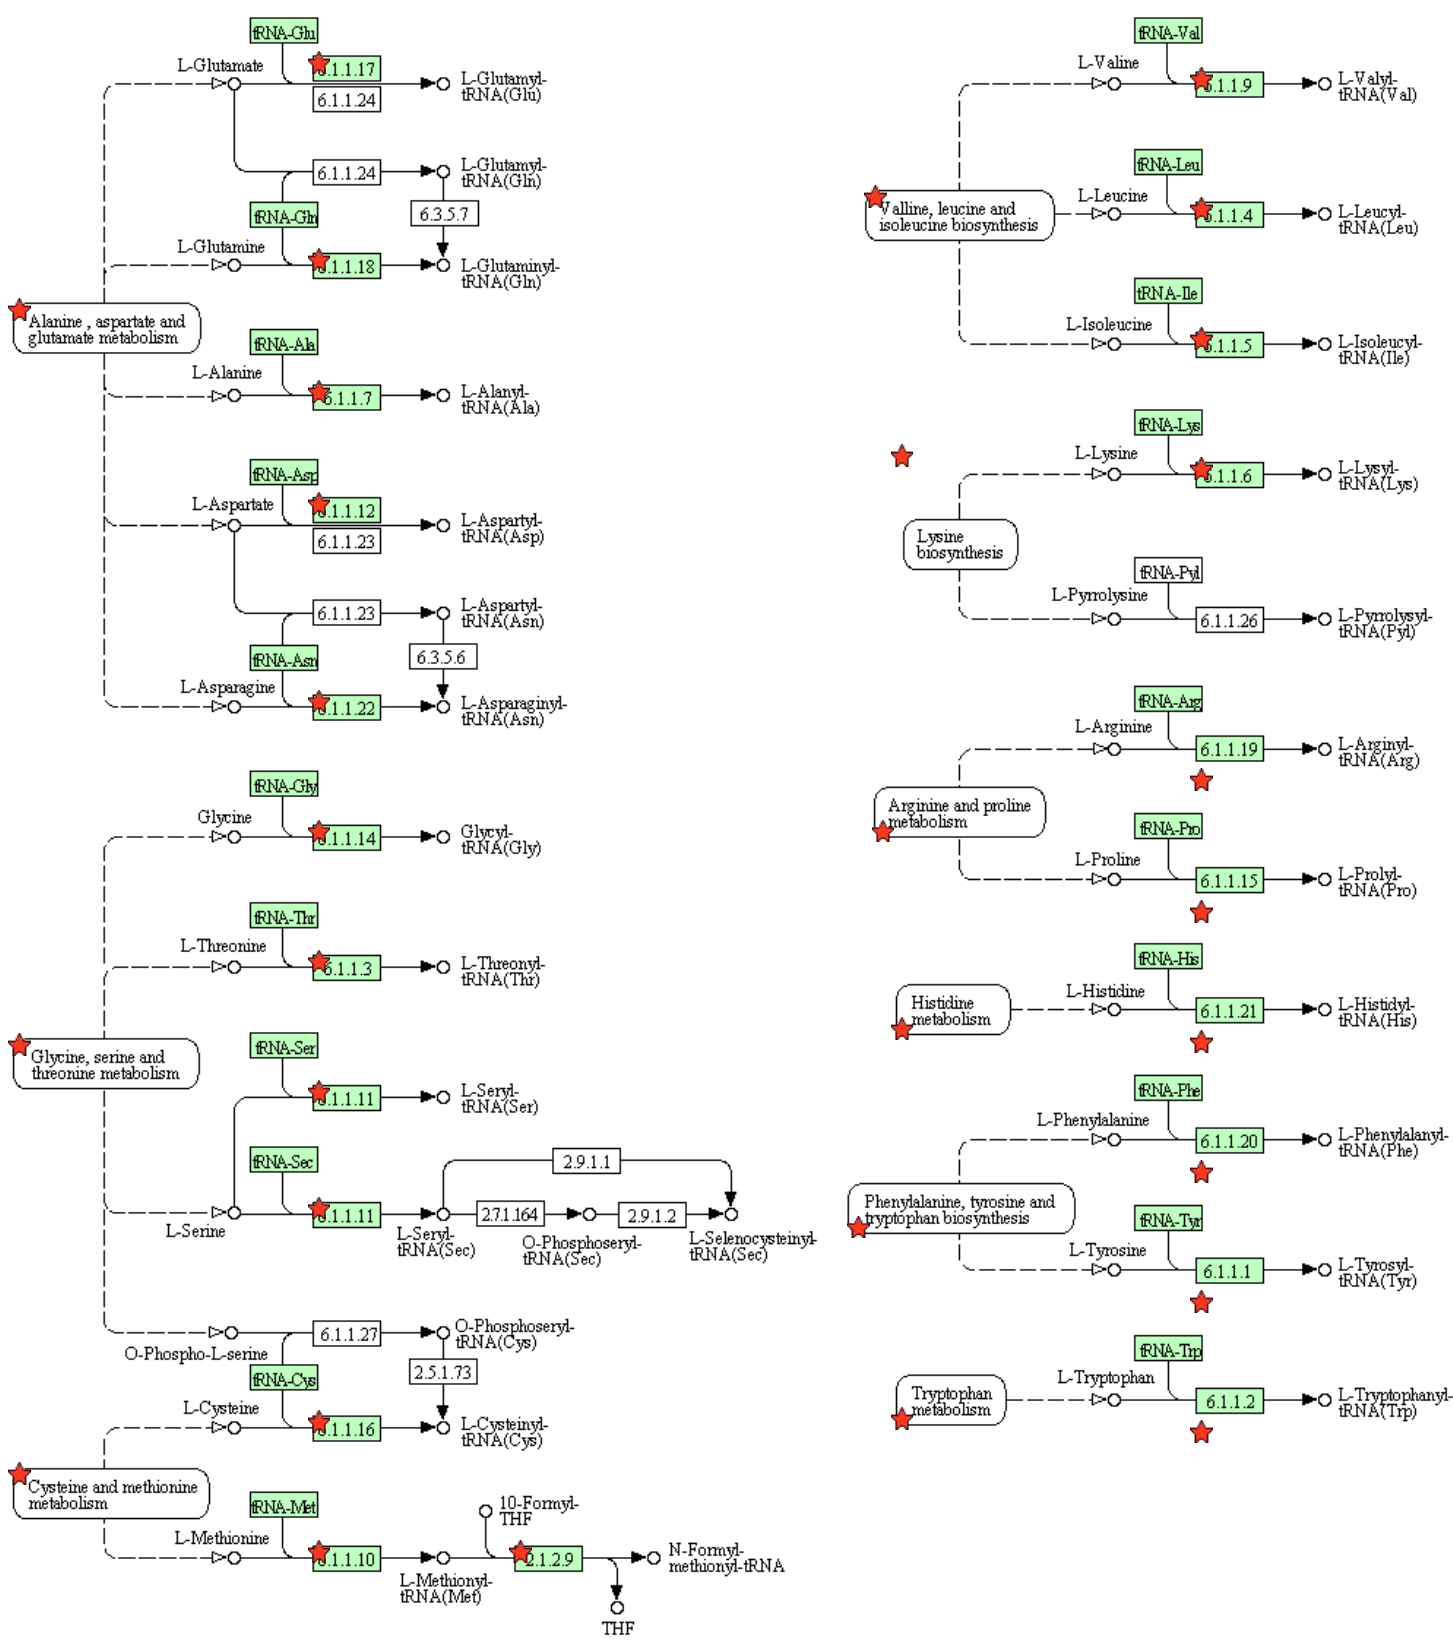 tRNA-Glu
L-Glutamate
6.1.1.17
L-Glutamyl-
tRNA(Glu)
6.1.1.24
6.1.1.24
L-Glutamyl-
tRNA(Gln)
tRNA-Gln
6.3.5.7
L-Glutamine
6.1.1.18
L-Glutaminyl-
tRNA(Gln)
Alanine , aspartate and
glutamate metabolism
tRNA-Ala
L-Alanine
6.1.1.7
L-Alanyl-
tRNA(Ala)
tRNA-Asp
L-Aspartate
6.1.1.12
L-Aspartyl-
tRNA(Asp)
6.1.1.23
6.1.1.23
L-Aspartyl-
tRNA(Asn)
tRNA-Asn
6.3.5.6
L-Asparagine
6.1.1.22
L-Asparaginyl-
tRNA(Asn)
tRNA-Gly
Glycine
6.1.1.14
Glycyl-
tRNA(Gly)
tRNA-Thr
L-Threonine
6.1.1.3
L-Threonyl-
tRNA(Thr)
Glycine, serine and
threonine metabolism
tRNA-Ser
6.1.1.11
L-Seryl-
tRNA(Ser)
tRNA-Sec
2.9.1.1
L-Serine
6.1.1.11
L-Seryl-
tRNA(Sec)
2.7.1.164
O-Phosphoseryl-
tRNA(Sec)
2.9.1.2
L-Selenocysteinyl-
tRNA(Sec)
O-Phospho-L-serine
6.1.1.27
O-Phosphoseryl-
tRNA(Cys)
tRNA-Cys
2.5.1.73
L-Cysteine
6.1.1.16
L-Cysteinyl-
tRNA(Cys)
Cysteine and methionine
metabolism
tRNA-Met
L-Methionine
6.1.1.10
L-Methionyl-
tRNA(Met)
10-Formyl-
THF
2.1.2.9
N-Formyl-
methionyl-tRNA
THF
tRNA-Val
L-Valine
6.1.1.9
L-Valyl-
tRNA(Val)
Valline, leucine and
isoleucine biosynthesis
tRNA-Leu
L-Leucine
6.1.1.4
L-Leucyl-
tRNA(Leu)
tRNA-Ile
L-Isoleucine
6.1.1.5
L-Isoleucyl-
tRNA(Ile)
tRNA-Lys
L-Lysine
6.1.1.6
L-Lysyl-
tRNA(Lys)
Lysine
biosynthesis
tRNA-Pyl
L-Pyrrolysine
6.1.1.26
L-Pyrrolysyl-
tRNA(Pyl)
tRNA-Arg
L-Arginine
6.1.1.19
L-Arginyl-
tRNA(Arg)
Arginine and proline
metabolism
tRNA-Pro
L-Proline
6.1.1.15
L-Prolyl-
tRNA(Pro)
tRNA-His
Histidine
metabolism
L-Histidine
6.1.1.21
L-Histidyl-
tRNA(His)
tRNA-Phe
L-Phenylalanine
6.1.1.20
L-Phenylalanyl-
tRNA(Phe)
Phenylalanine, tyrosine and
tryptophan biosynthesis
tRNA-Tyr
L-Tyrosine
6.1.1.1
L-Tyrosyl-
tRNA(Tyr)
tRNA-Trp
Tryptophan
metabolism
L-Tryptophan
6.1.1.2
L-Tryptophanyl-
tRNA(Trp)